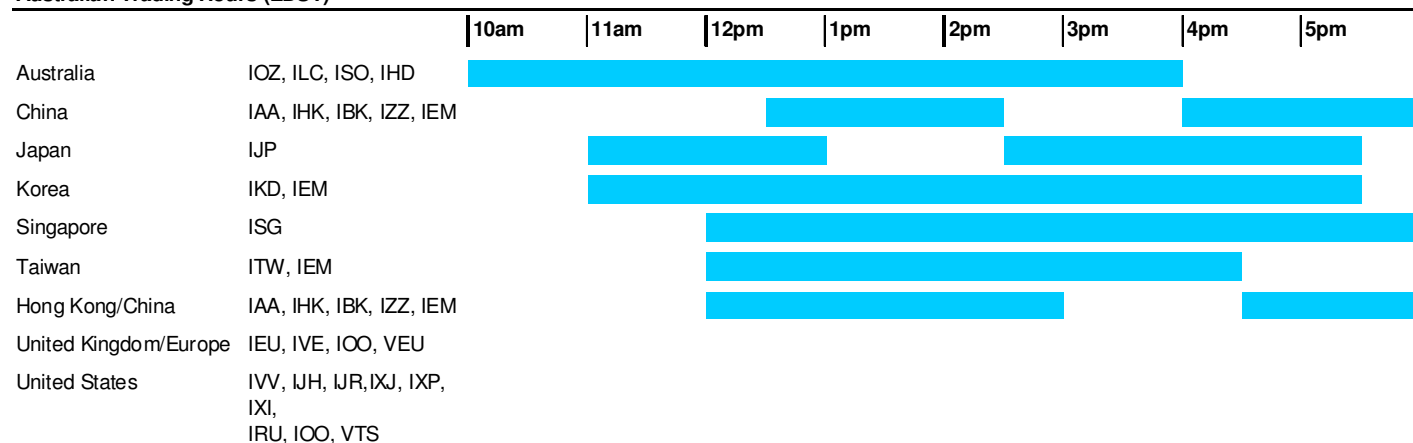 Australian Trading Hours (EDST)
10am 11am 12pm 1pm 2pm 3pm 4pm 5pm
Australia IOZ, ILC, ISO, IHD
China IAA, IHK, IBK, IZZ, IEM
Japan IJP
Korea IKD, IEM
Singapore ISG
Taiwan ITW, IEM
Hong Kong/China IAA, IHK, IBK, IZZ, IEM
United Kingdom/Europe IEU, IVE, IOO, VEU
United States IVV, IJH, IJR,IXJ, IXP,
IXI,
IRU, IOO, VTS